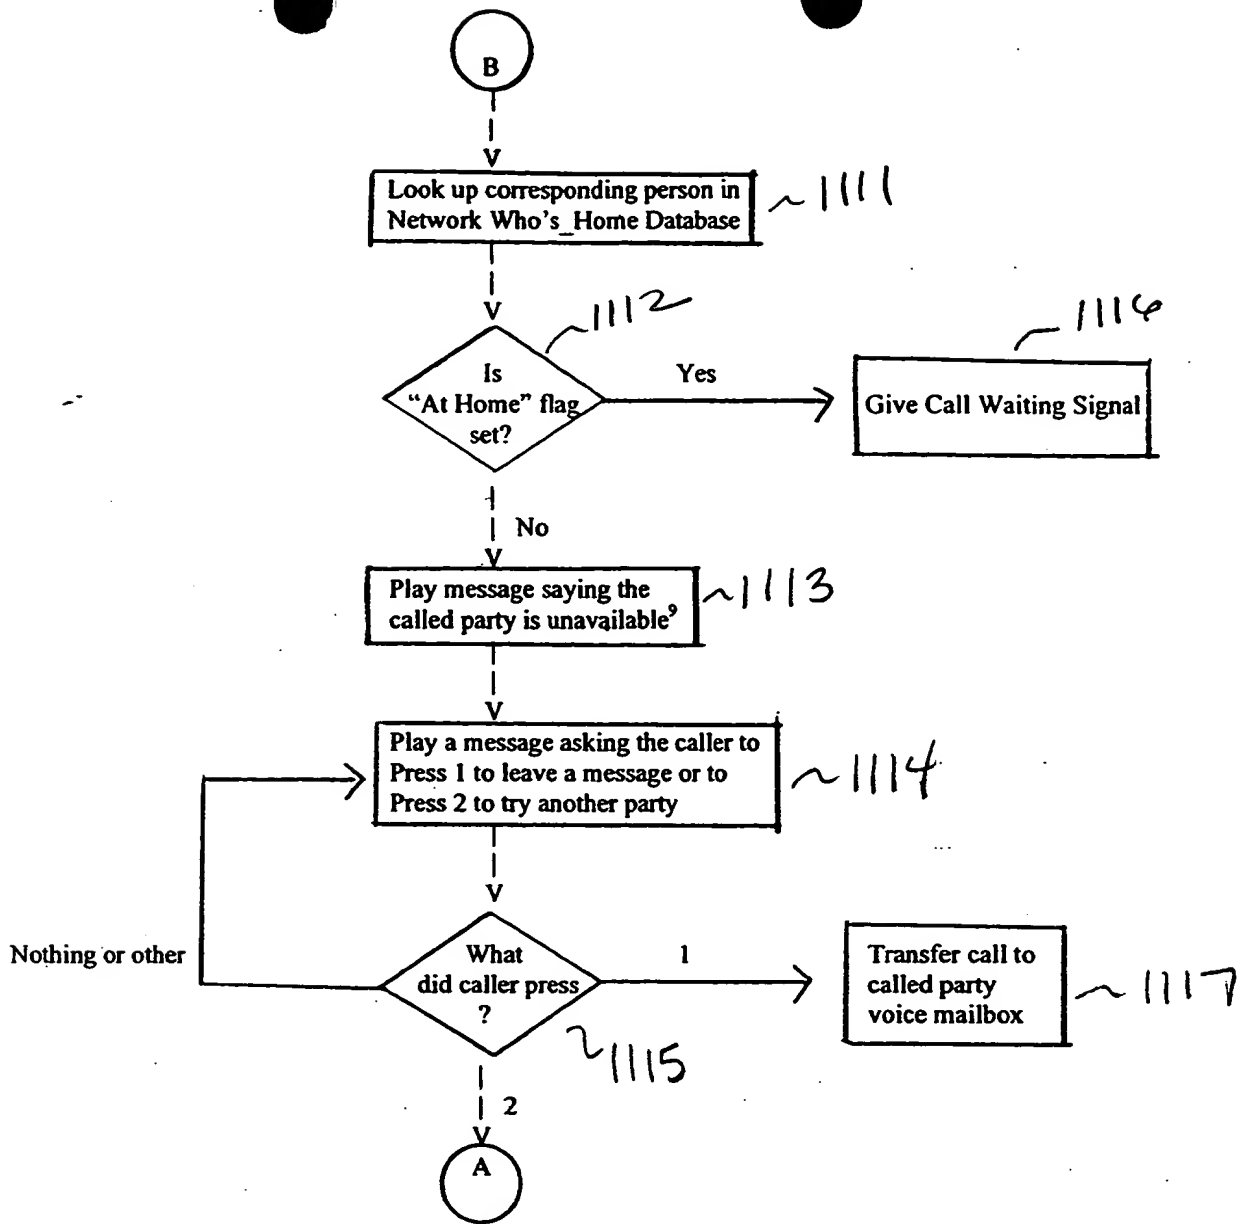 B
Look up corresponding person in
Network Who's_Home Database
~1111
1112
Is
"At Home" flag
set?
Yes
1116
Give Call Waiting Signal
No
Play message saying the
called party is unavailable⁹
~1113
Play a message asking the caller to
Press 1 to leave a message or to
Press 2 to try another party
~1114
Nothing or other
What
did caller press
?
1
Transfer call to
called party
voice mailbox
~1117
~1115
2
A